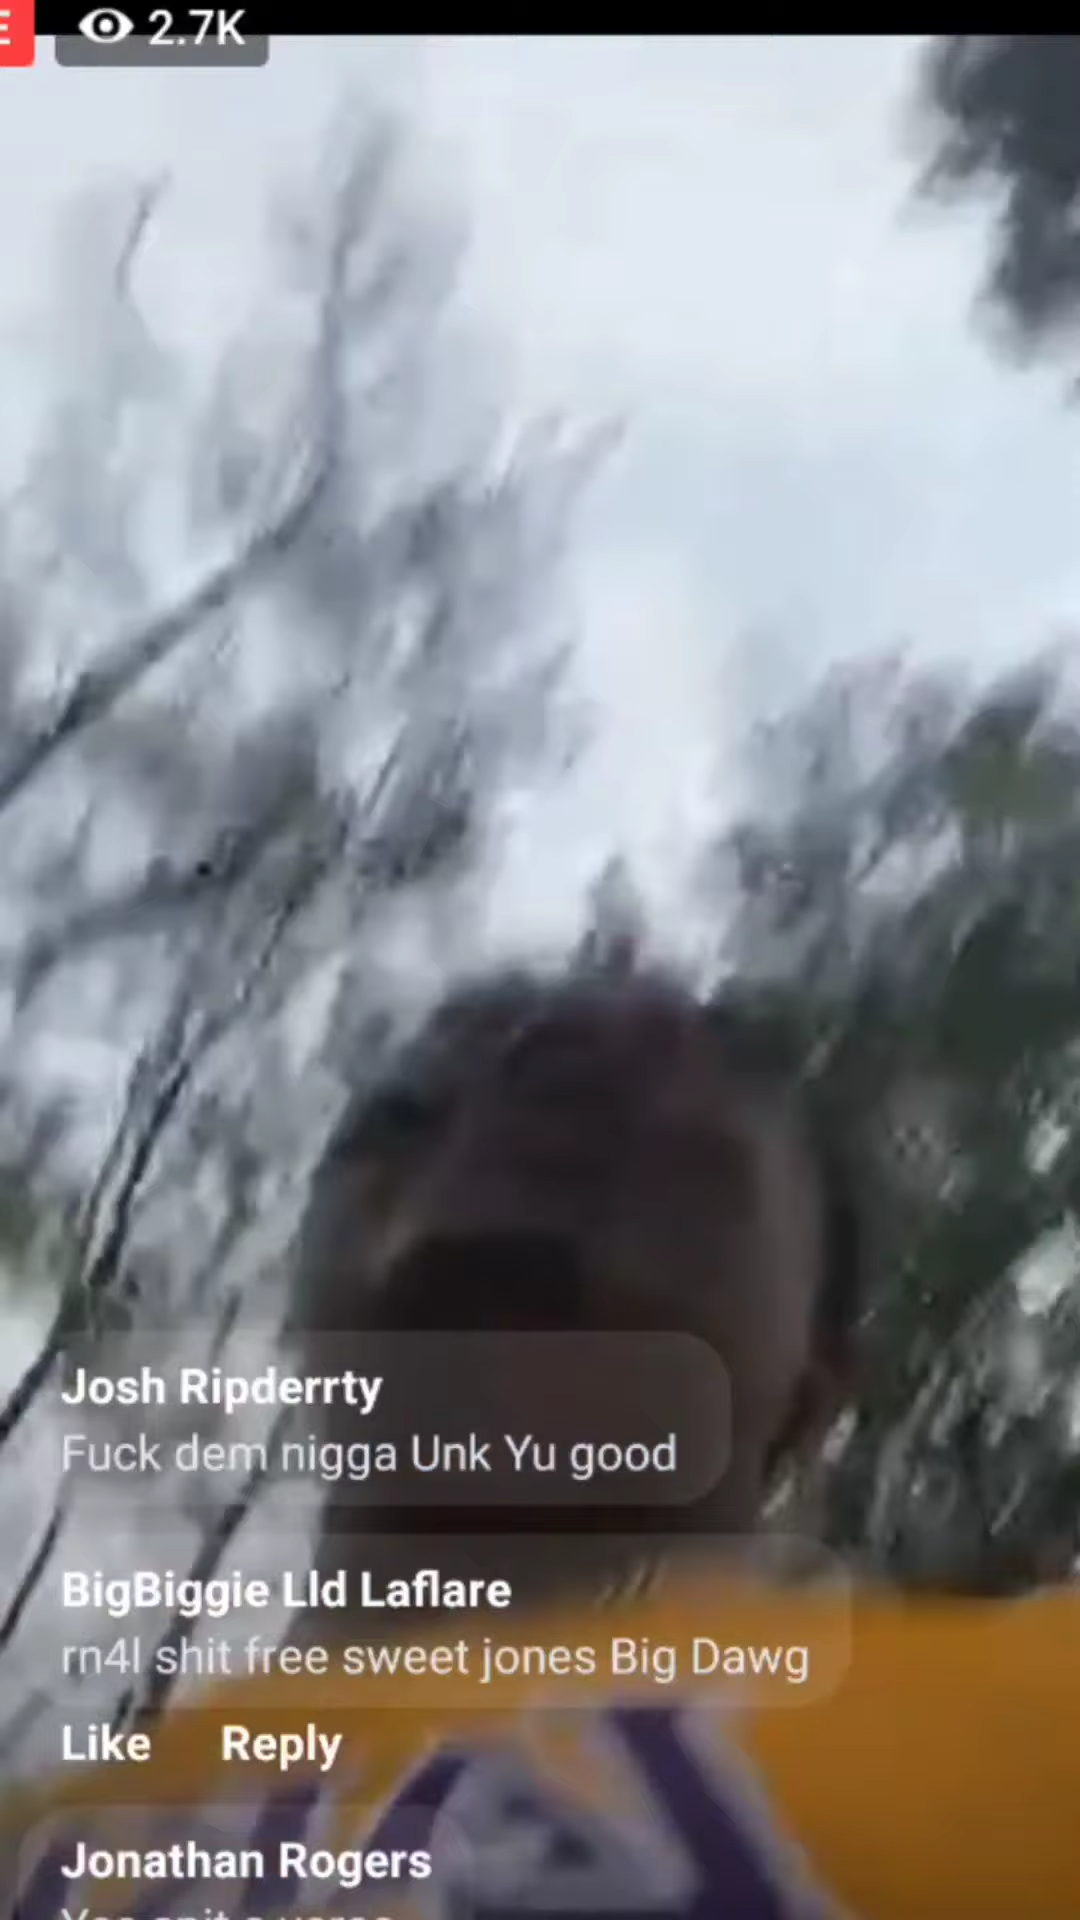 E 2.7K
Josh Ripderrty
Fuck dem nigga Unk Yu good
BigBiggie Lld Laflare
rn4l shit free sweet jones Big Dawg
Like Reply
Jonathan Rogers